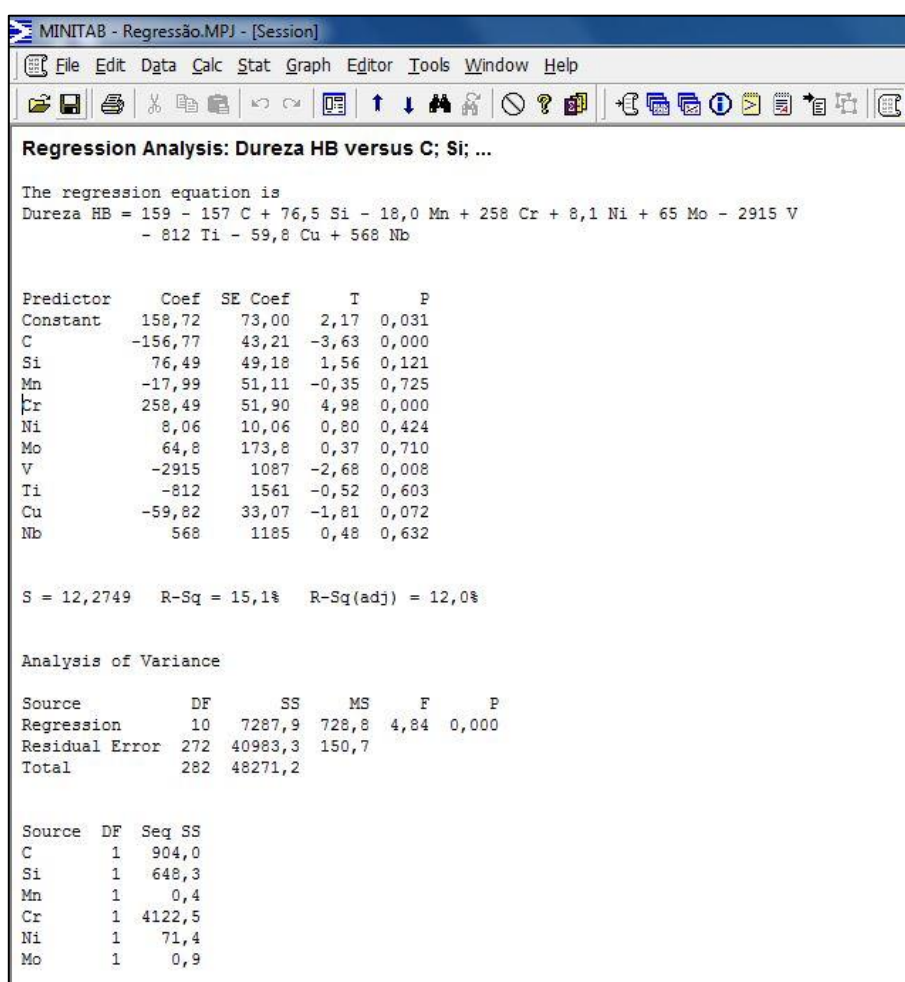 MINITAB - Regressão.MPJ - [Session]
File Edit Data Calc Stat Graph Editor Tools Window Help
Regression Analysis: Dureza HB versus C; Si; ...
The regression equation is
Dureza HB = 159 - 157 C + 76,5 Si - 18,0 Mn + 258 Cr + 8,1 Ni + 65 Mo - 2915 V
- 812 Ti - 59,8 Cu + 568 Nb
Predictor Coef SE Coef T P
Constant 158,72 73,00 2,17 0,031
C -156,77 43,21 -3,63 0,000
Si 76,49 49,18 1,56 0,121
Mn -17,99 51,11 -0,35 0,725
Cr 258,49 51,90 4,98 0,000
Ni 8,06 10,06 0,80 0,424
Mo 64,8 173,8 0,37 0,710
V -2915 1087 -2,68 0,008
Ti -812 1561 -0,52 0,603
Cu -59,82 33,07 -1,81 0,072
Nb 568 1185 0,48 0,632
S = 12,2749 R-Sq = 15,1% R-Sq(adj) = 12,0%
Analysis of Variance
Source DF SS MS F P
Regression 10 7287,9 728,8 4,84 0,000
Residual Error 272 40983,3 150,7
Total 282 48271,2
Source DF Seq SS
C 1 904,0
Si 1 648,3
Mn 1 0,4
Cr 1 4122,5
Ni 1 71,4
Mo 1 0,9